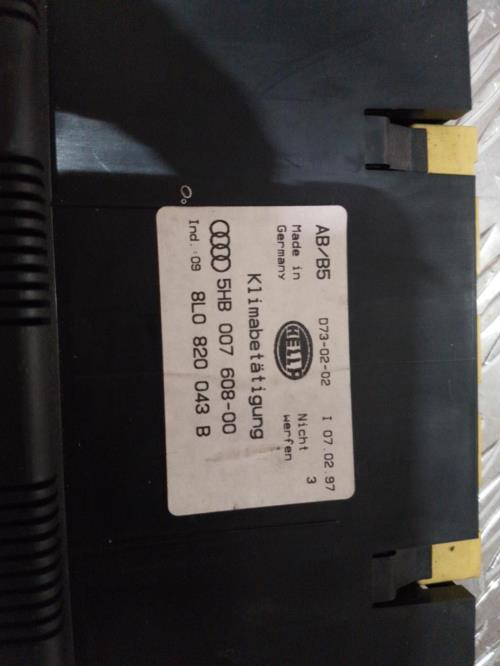 AB/B5 D73-02-02 I 07.02.97
Made in Germany HELLA Nicht werfen 3
Klimabetätigung
5HB 007 608-00
Ind.:09 8L0 820 043 B